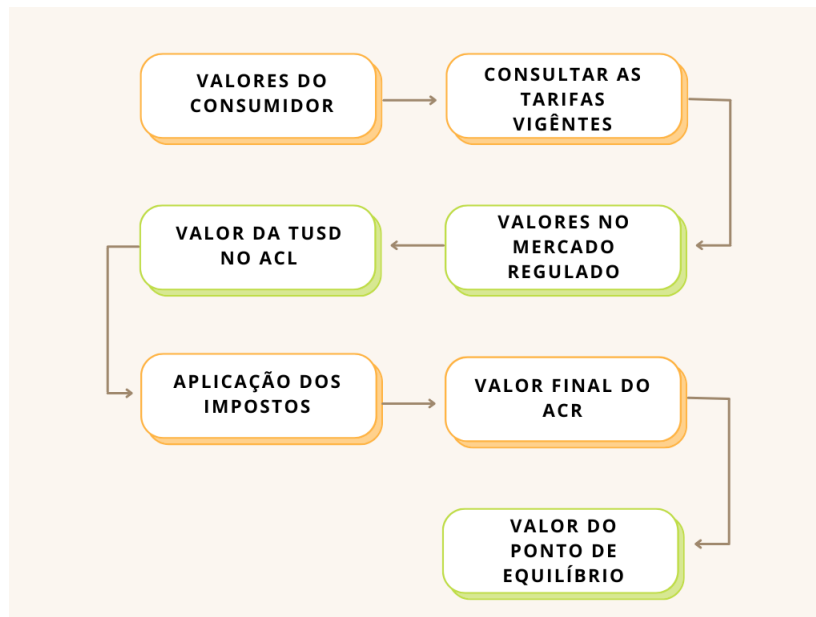 VALORES DO
CONSUMIDOR
CONSULTAR AS
TARIFAS
VIGÊNTES
VALORES NO
MERCADO
REGULADO
VALOR DA TUSD
NO ACL
APLICAÇÃO DOS
IMPOSTOS
VALOR FINAL DO
ACR
VALOR DO
PONTO DE
EQUILÍBRIO